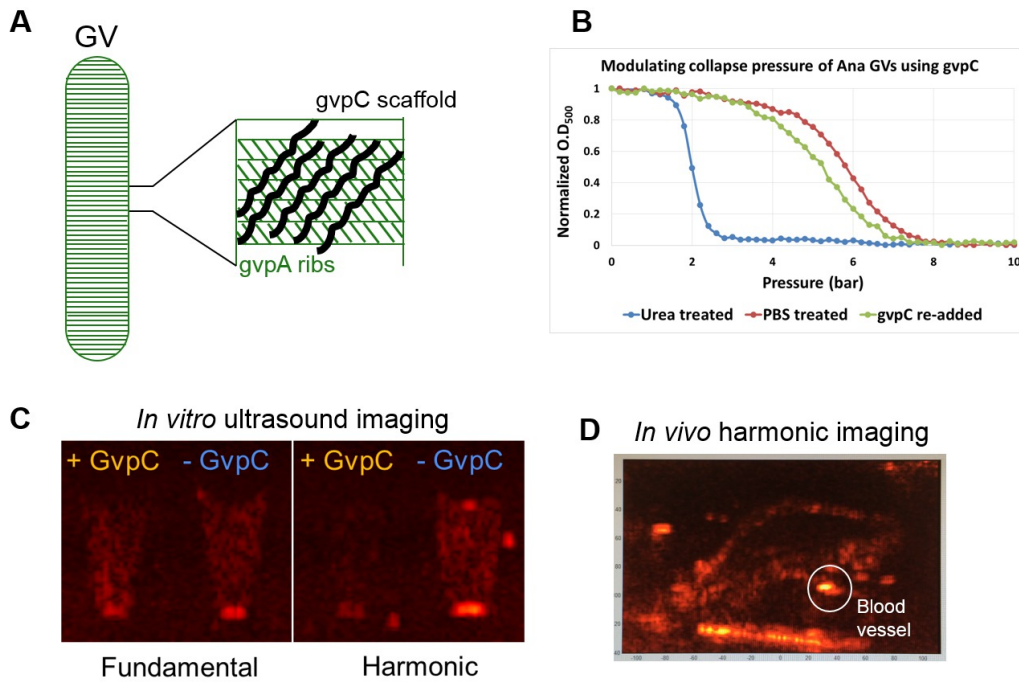 A
GV
gvpC scaffold
gvpA ribs
B
Modulating collapse pressure of Ana GVs using gvpC
Normalized O.D500
1
0.8
0.6
0.4
0.2
0
0 2 4 6 8 10
Pressure (bar)
Urea treated PBS treated gvpC re-added
C
In vitro ultrasound imaging
+ GvpC - GvpC + GvpC - GvpC
Fundamental Harmonic
D
In vivo harmonic imaging
Blood
vessel